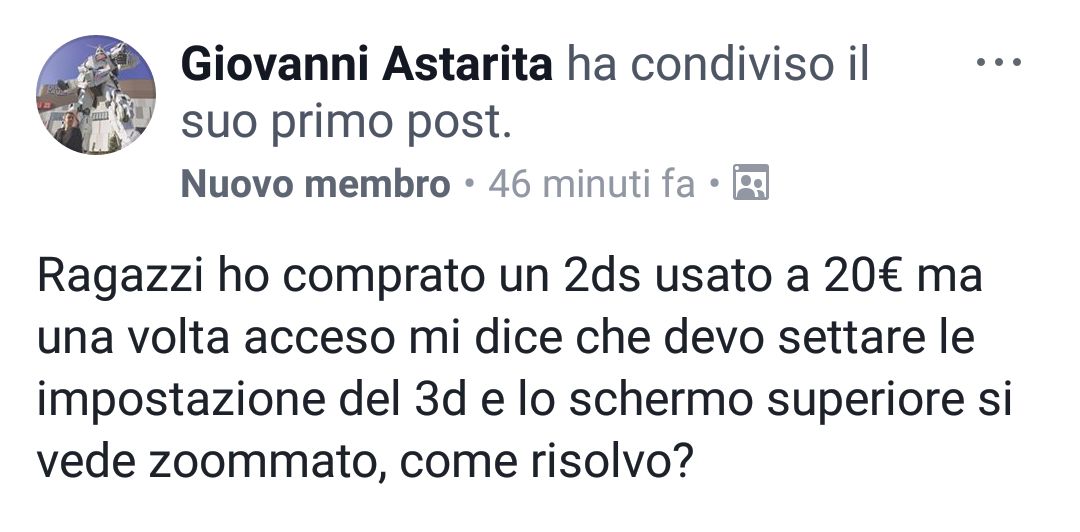 Giovanni Astarita ha condiviso il
suo primo post.
Nuovo membro • 46 minuti fa •
Ragazzi ho comprato un 2ds usato a 20€ ma
una volta acceso mi dice che devo settare le
impostazione del 3d e lo schermo superiore si
vede zoommato, come risolvo?